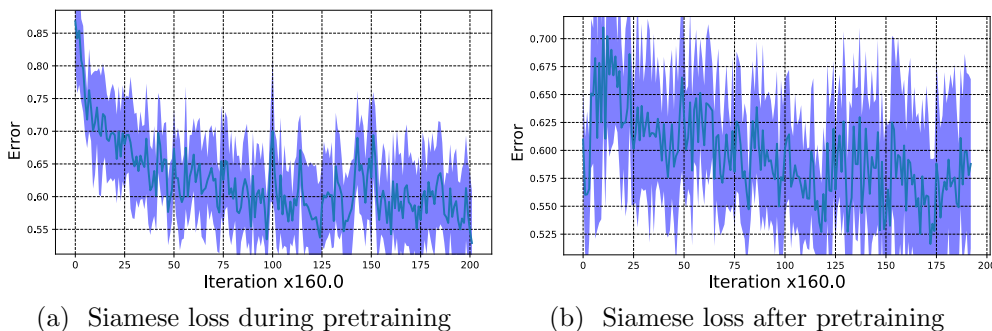 0.85
0.80
0.75
0.70
0.65
0.60
0.55
Error
0 25 50 75 100 125 150 175 200
Iteration x160.0
(a) Siamese loss during pretraining
0.700
0.675
0.650
0.625
0.600
0.575
0.550
0.525
Error
0 25 50 75 100 125 150 175 200
Iteration x160.0
(b) Siamese loss after pretraining